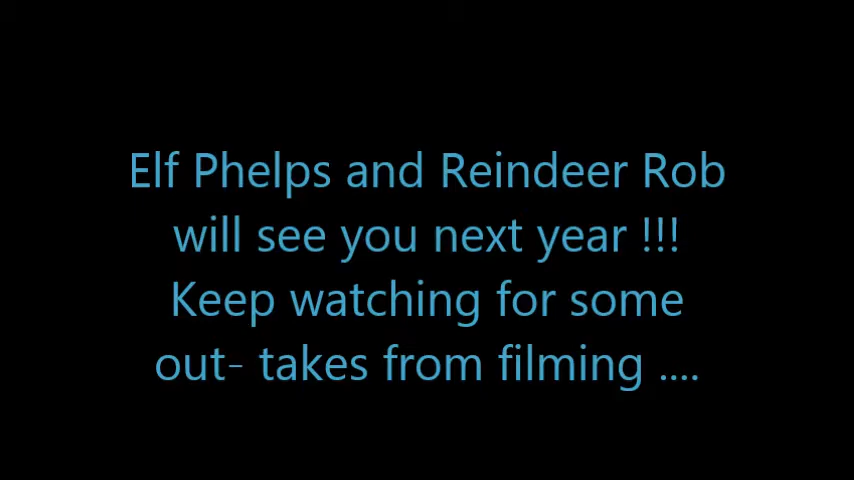 Elf Phelps and Reindeer Rob
will see you next year !!!
Keep watching for some
out- takes from filming ....